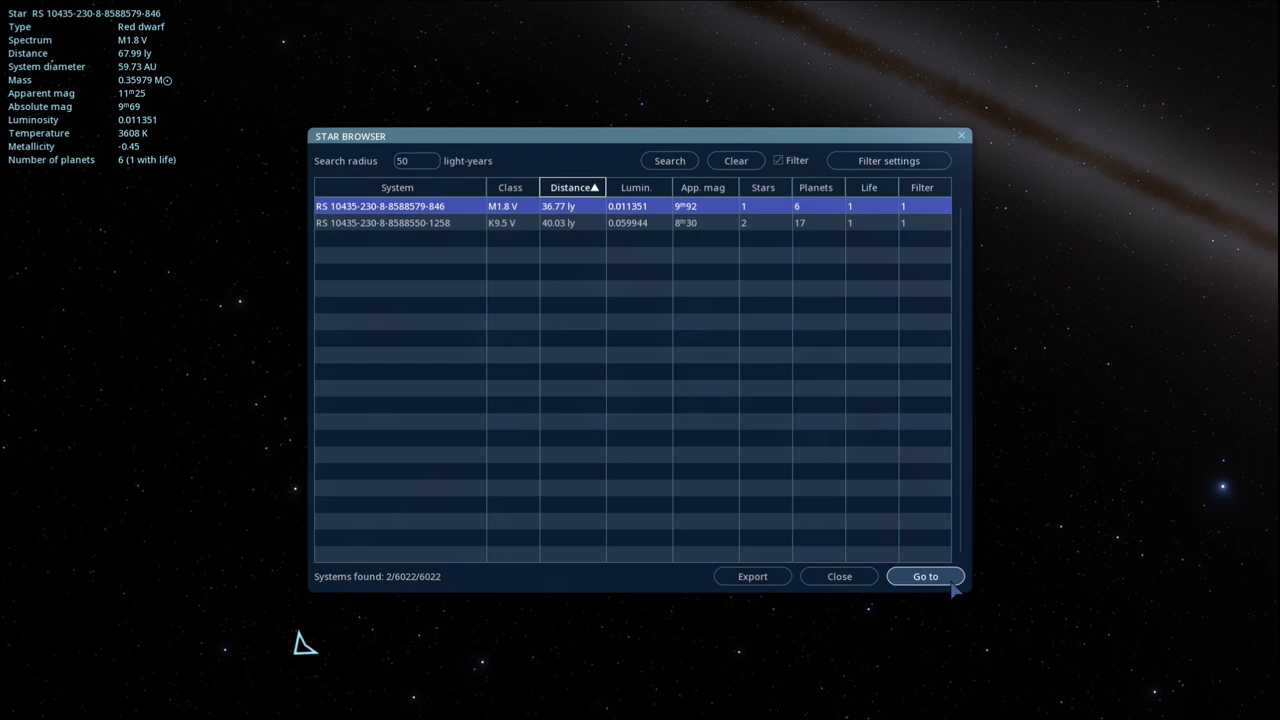 Star RS 10435-230-8-8588579-846
Type Red dwarf
Spectrum M1.8 V
Distance 67.99 ly
System diameter 59.73 AU
Mass 0.35979 M☉
Apparent mag 11ᵐ25
Absolute mag 9ᵐ69
Luminosity 0.011351
Temperature 3608 K
Metallicity -0.45
Number of planets 6 (1 with life)
STAR BROWSER
Search radius 50 light-years Search Clear Filter Filter settings
System Class Distance▲ Lumin. App. mag Stars Planets Life Filter
RS 10435-230-8-8588579-846 M1.8 V 36.77 ly 0.011351 9ᵐ92 1 6 1 1
RS 10435-230-8-8588550-1258 K9.5 V 40.03 ly 0.059944 8ᵐ30 2 17 1 1
Systems found: 2/6022/6022 Export Close Go to